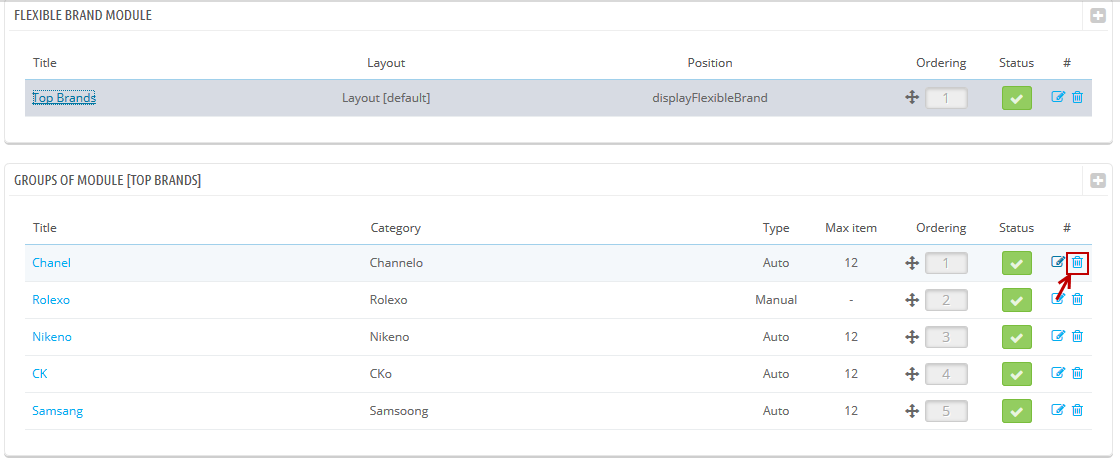 FLEXIBLE BRAND MODULE
Title Layout Position Ordering Status #
Top Brands Layout [default] displayFlexibleBrand 1
GROUPS OF MODULE [TOP BRANDS]
Title Category Type Max item Ordering Status #
Chanel Channelo Auto 12 1
Rolexo Rolexo Manual - 2
Nikeno Nikeno Auto 12 3
CK CKo Auto 12 4
Samsang Samsoong Auto 12 5